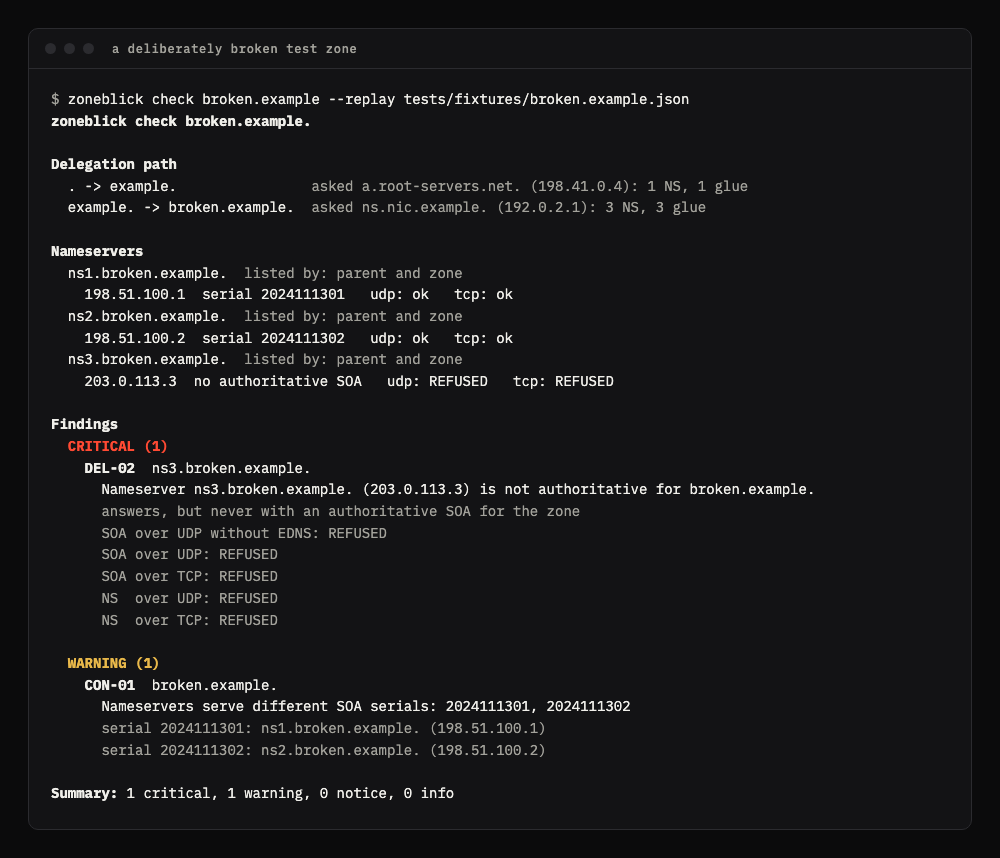 a deliberately broken test zone
$ zoneblick check broken.example --replay tests/fixtures/broken.example.json
zoneblick check broken.example.
Delegation path
. -> example. asked a.root-servers.net. (198.41.0.4): 1 NS, 1 glue
example. -> broken.example. asked ns.nic.example. (192.0.2.1): 3 NS, 3 glue
Nameservers
ns1.broken.example. listed by: parent and zone
198.51.100.1 serial 2024111301 udp: ok tcp: ok
ns2.broken.example. listed by: parent and zone
198.51.100.2 serial 2024111302 udp: ok tcp: ok
ns3.broken.example. listed by: parent and zone
203.0.113.3 no authoritative SOA udp: REFUSED tcp: REFUSED
Findings
CRITICAL (1)
DEL-02 ns3.broken.example.
Nameserver ns3.broken.example. (203.0.113.3) is not authoritative for broken.example.
answers, but never with an authoritative SOA for the zone
SOA over UDP without EDNS: REFUSED
SOA over UDP: REFUSED
SOA over TCP: REFUSED
NS over UDP: REFUSED
NS over TCP: REFUSED
WARNING (1)
CON-01 broken.example.
Nameservers serve different SOA serials: 2024111301, 2024111302
serial 2024111301: ns1.broken.example. (198.51.100.1)
serial 2024111302: ns2.broken.example. (198.51.100.2)
Summary: 1 critical, 1 warning, 0 notice, 0 info